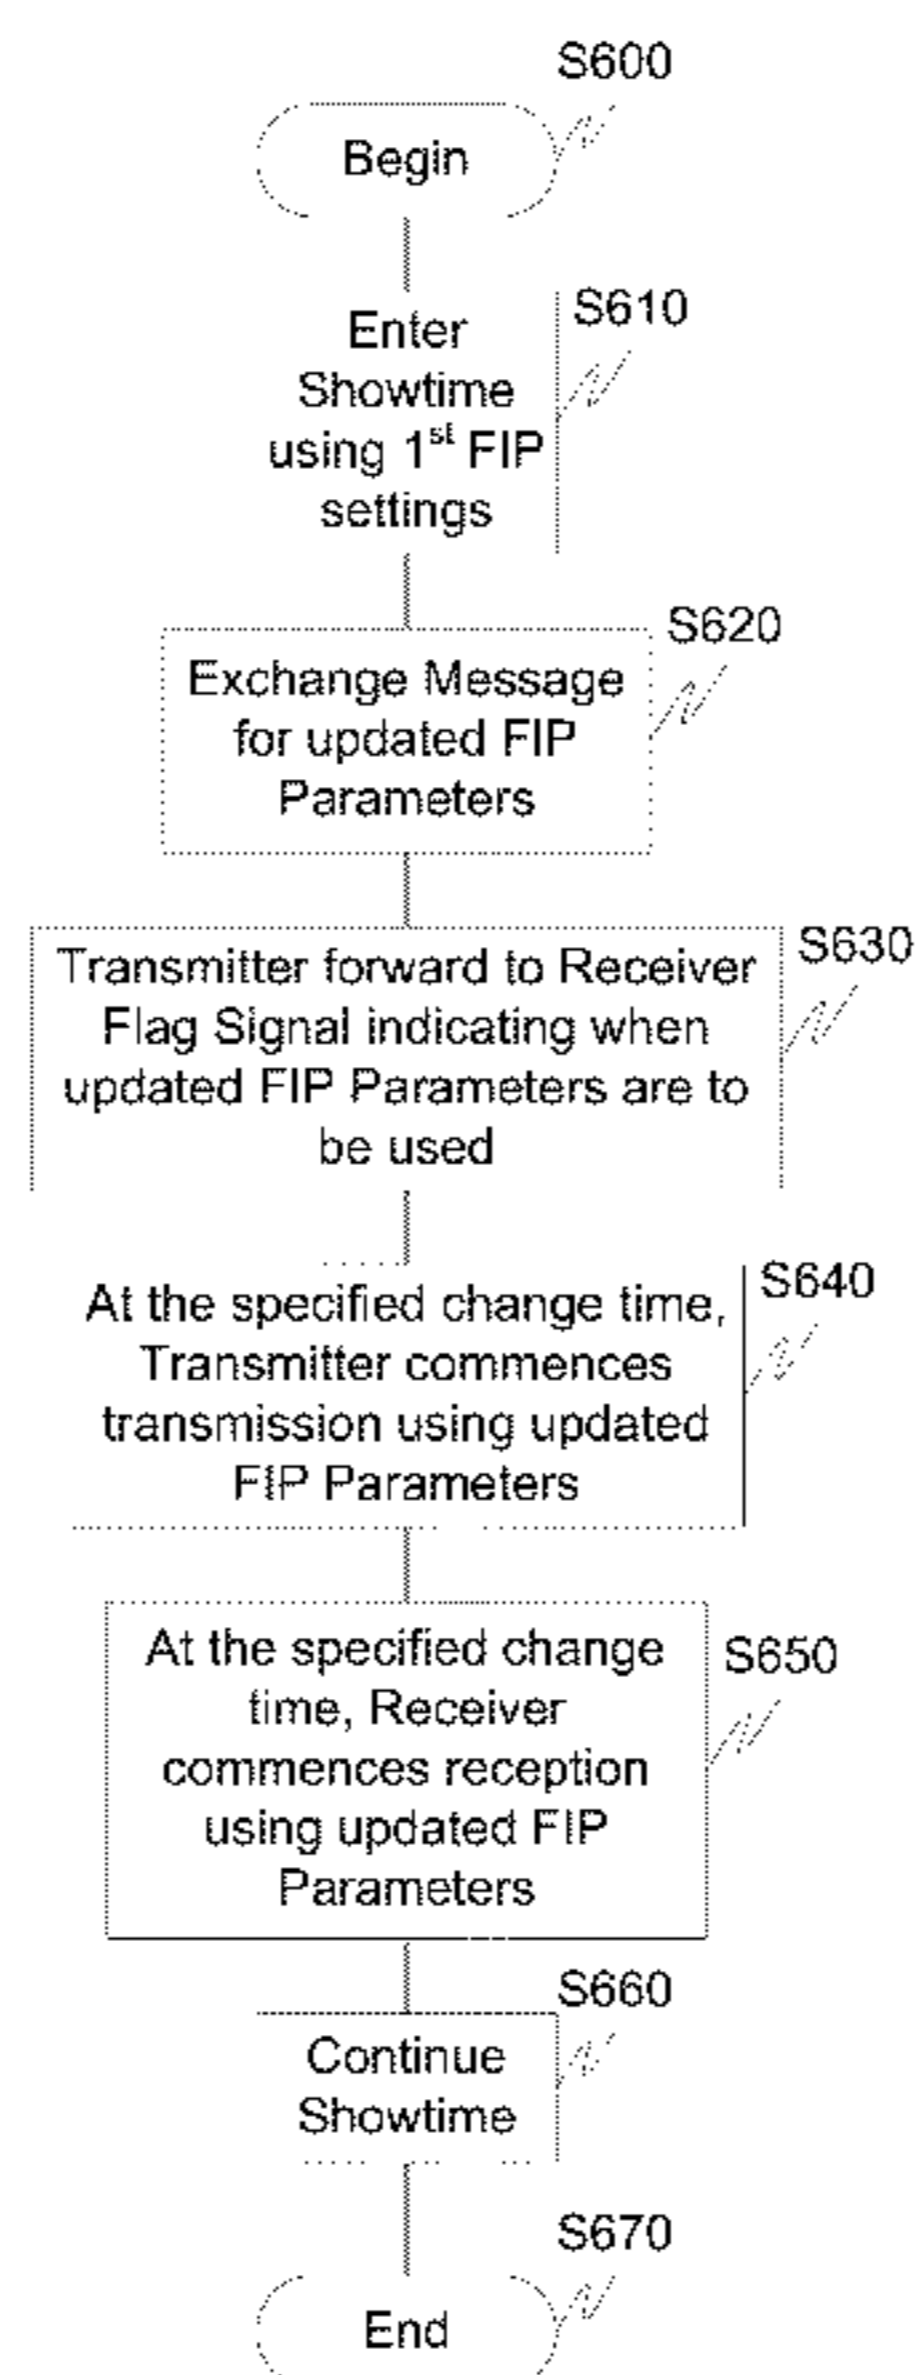 S600
Begin
S610
Enter
Showtime
using 1st FIP
settings
S620
Exchange Message
for updated FIP
Parameters
S630
Transmitter forward to Receiver
Flag Signal indicating when
updated FIP Parameters are to
be used
S640
At the specified change time,
Transmitter commences
transmission using updated
FIP Parameters
S650
At the specified change
time, Receiver
commences reception
using updated FIP
Parameters
S660
Continue
Showtime
S670
End